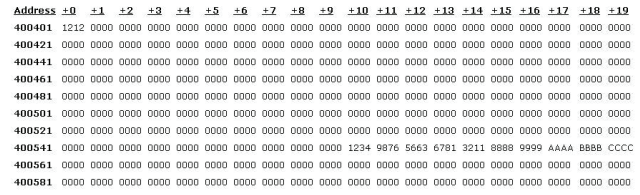 Address +0 +1 +2 +3 +4 +5 +6 +7 +8 +9 +10 +11 +12 +13 +14 +15 +16 +17 +18 +19
400401 1212 0000 0000 0000 0000 0000 0000 0000 0000 0000 0000 0000 0000 0000 0000 0000 0000 0000 0000 0000
400421 0000 0000 0000 0000 0000 0000 0000 0000 0000 0000 0000 0000 0000 0000 0000 0000 0000 0000 0000 0000
400441 0000 0000 0000 0000 0000 0000 0000 0000 0000 0000 0000 0000 0000 0000 0000 0000 0000 0000 0000 0000
400461 0000 0000 0000 0000 0000 0000 0000 0000 0000 0000 0000 0000 0000 0000 0000 0000 0000 0000 0000 0000
400481 0000 0000 0000 0000 0000 0000 0000 0000 0000 0000 0000 0000 0000 0000 0000 0000 0000 0000 0000 0000
400501 0000 0000 0000 0000 0000 0000 0000 0000 0000 0000 0000 0000 0000 0000 0000 0000 0000 0000 0000 0000
400521 0000 0000 0000 0000 0000 0000 0000 0000 0000 0000 0000 0000 0000 0000 0000 0000 0000 0000 0000 0000
400541 0000 0000 0000 0000 0000 0000 0000 0000 0000 0000 1234 9876 5663 6781 3211 8888 9999 AAAA BBBB CCCC
400561 0000 0000 0000 0000 0000 0000 0000 0000 0000 0000 0000 0000 0000 0000 0000 0000 0000 0000 0000 0000
400581 0000 0000 0000 0000 0000 0000 0000 0000 0000 0000 0000 0000 0000 0000 0000 0000 0000 0000 0000 0000